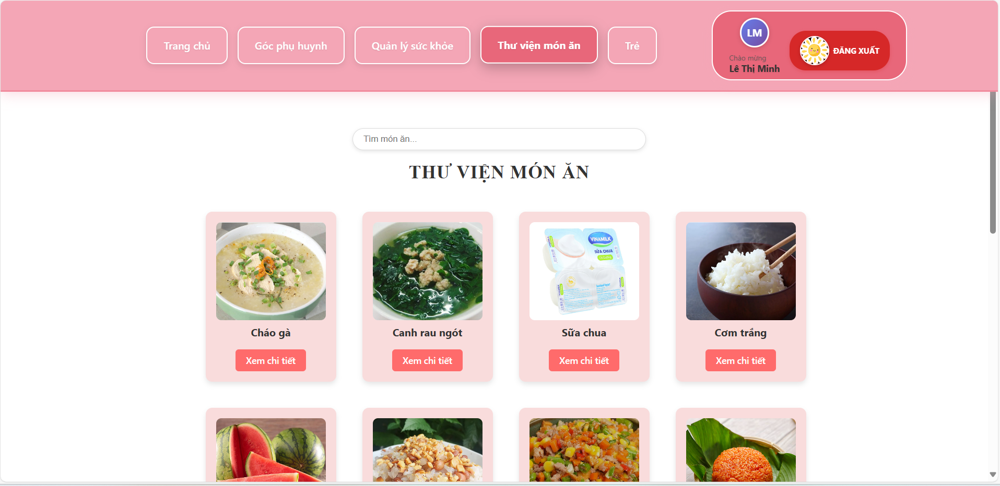 Trang chủ
Góc phụ huynh
Quản lý sức khỏe
Thư viện món ăn
Trẻ
LM
Chào mừng
Lê Thị Minh
ĐĂNG XUẤT
Tìm món ăn...
THƯ VIỆN MÓN ĂN
VINAMILK
SỮA CHUA
Cháo gà
Canh rau ngót
Sữa chua
Cơm trắng
Xem chi tiết
Xem chi tiết
Xem chi tiết
Xem chi tiết